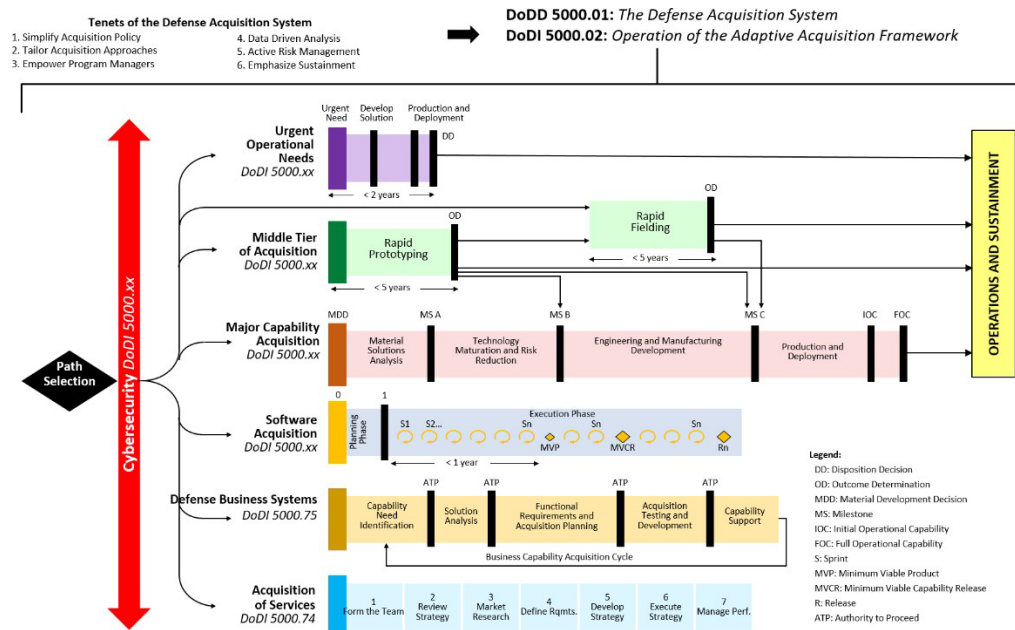 Tenets of the Defense Acquisition System
1. Simplify Acquisition Policy
2. Tailor Acquisition Approaches
3. Empower Program Managers
4. Data Driven Analysis
5. Active Risk Management
6. Emphasize Sustainment
DoDD 5000.01: The Defense Acquisition System
DoDI 5000.02: Operation of the Adaptive Acquisition Framework
Path
Selection
Cybersecurity DoDI 5000.xx
OPERATIONS AND SUSTAINMENT
Urgent
Operational
Needs
DoDI 5000.xx
Urgent
Need
Develop
Solution
Production and
Deployment
DD
< 2 years
Middle Tier
of Acquisition
DoDI 5000.xx
Rapid
Prototyping
OD
< 5 years
Rapid
Fielding
OD
< 5 years
Major Capability
Acquisition
DoDI 5000.xx
MDD
MS A
MS B
MS C
IOC
FOC
Material
Solutions
Analysis
Technology
Maturation and Risk
Reduction
Engineering and Manufacturing
Development
Production and
Deployment
Software
Acquisition
DoDI 5000.xx
0
1
Planning
Phase
Execution Phase
S1
S2...
Sn
Sn
Sn
MVP
MVCR
Rn
< 1 year
Defense Business Systems
DoDI 5000.75
ATP
ATP
ATP
ATP
Capability
Need
Identification
Solution
Analysis
Functional
Requirements and
Acquisition Planning
Acquisition
Testing and
Development
Capability
Support
Business Capability Acquisition Cycle
Acquisition
of Services
DoDI 5000.74
1
Form the Team
2
Review
Strategy
3
Market
Research
4
Define Rqmts.
5
Develop
Strategy
6
Execute
Strategy
7
Manage Perf.
Legend:
DD: Disposition Decision
OD: Outcome Determination
MDD: Material Development Decision
MS: Milestone
IOC: Initial Operational Capability
FOC: Full Operational Capability
S: Sprint
MVP: Minimum Viable Product
MVCR: Minimum Viable Capability Release
R: Release
ATP: Authority to Proceed